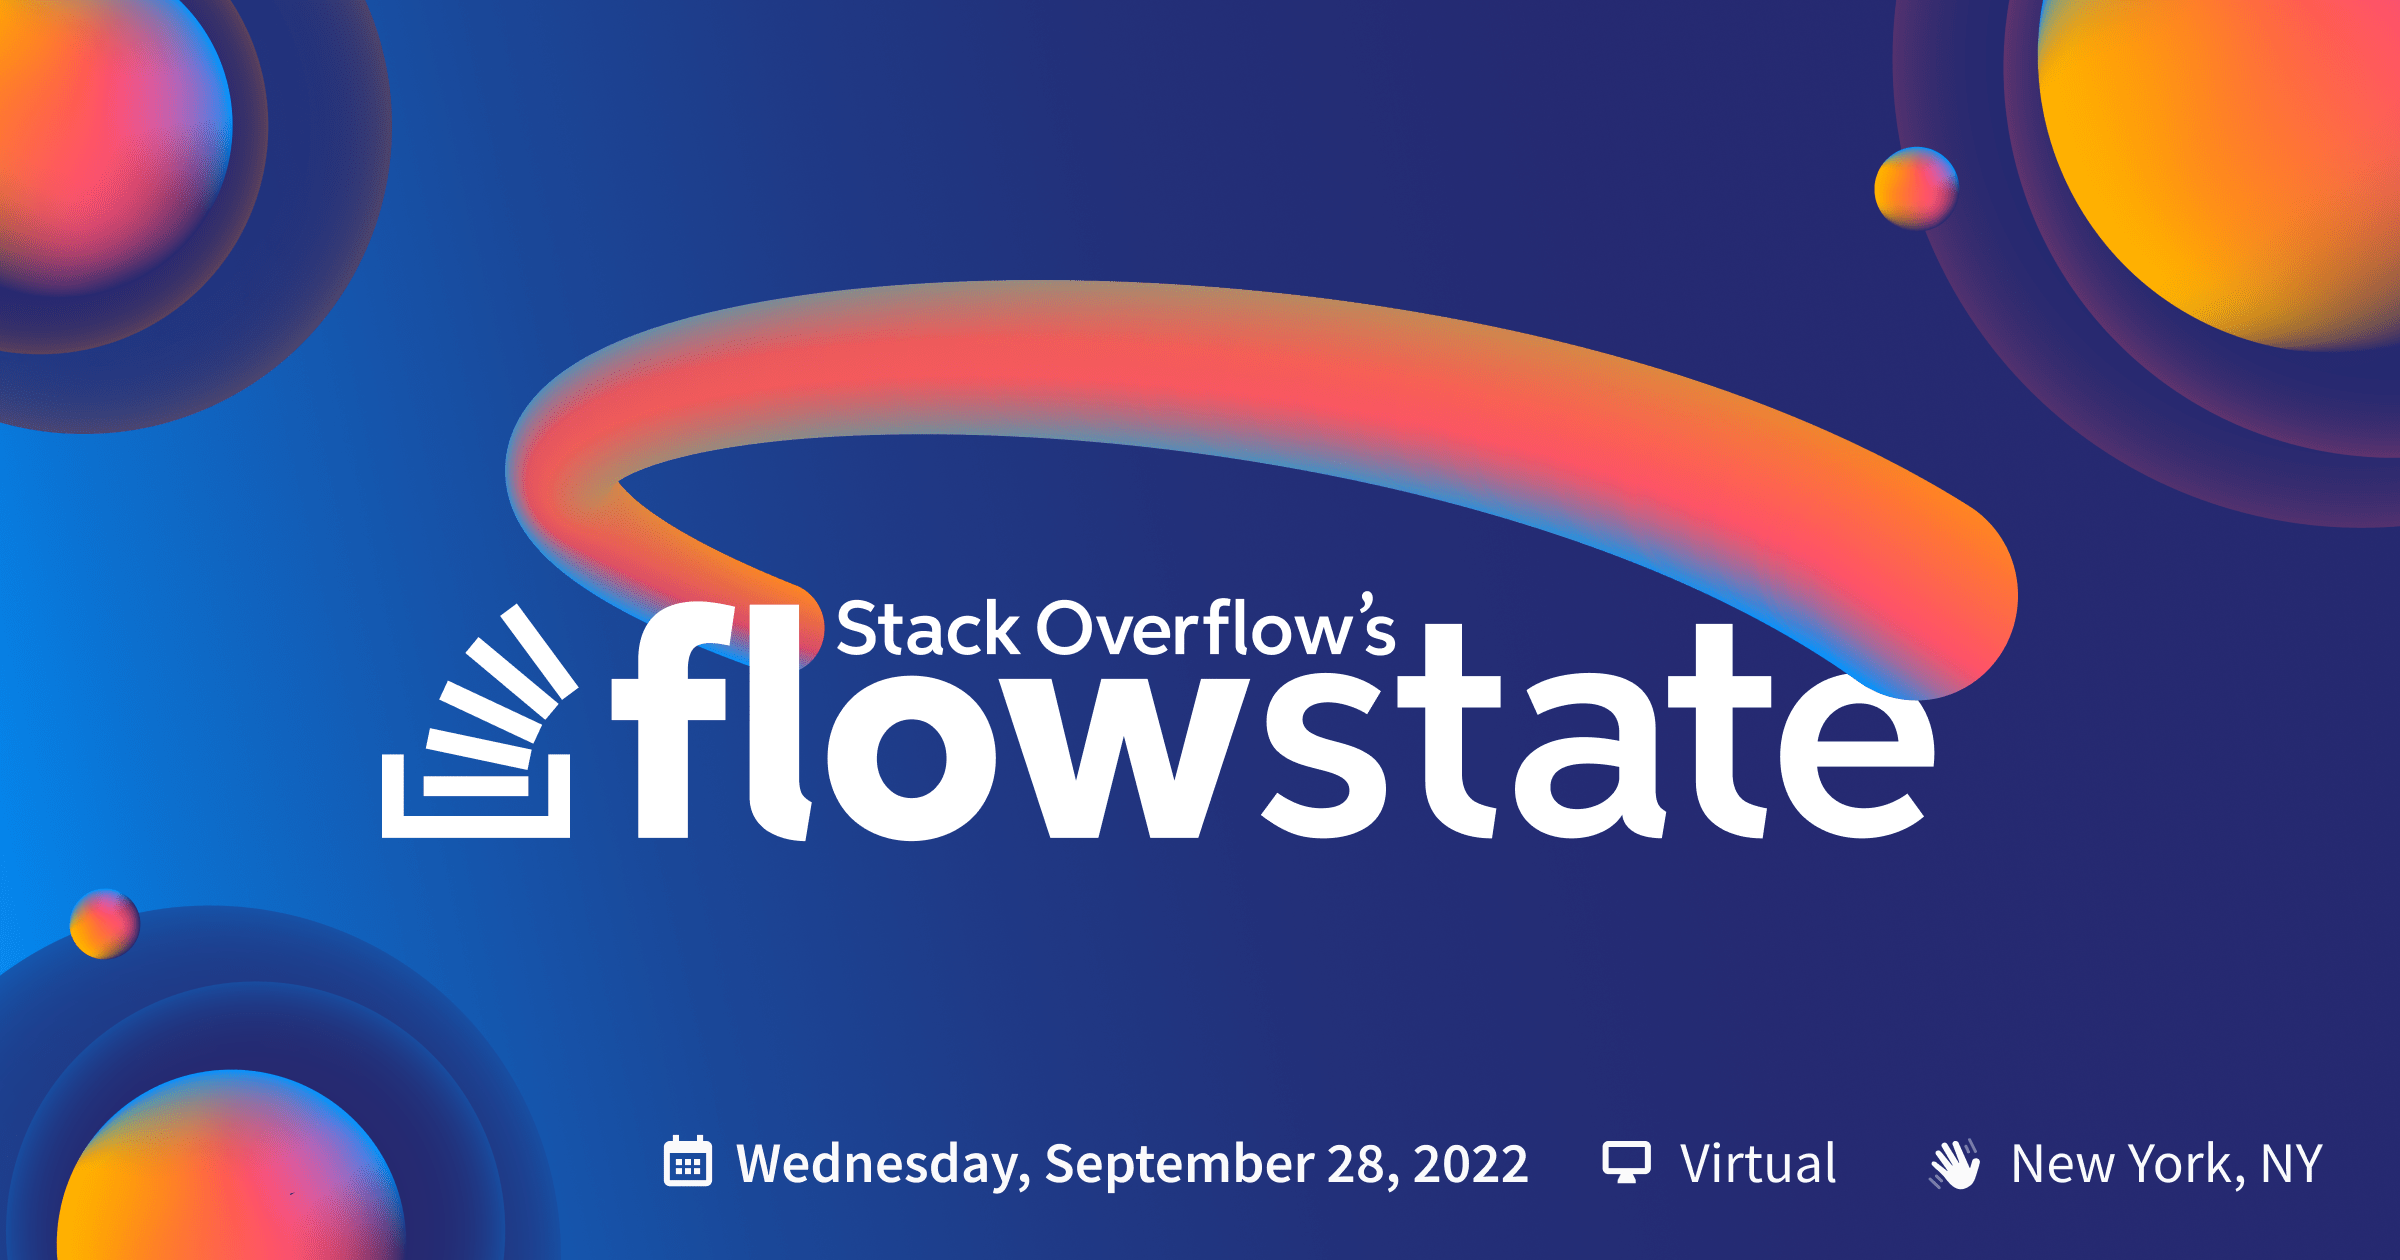 Stack Overflow’s
flowstate
Wednesday, September 28, 2022 Virtual New York, NY